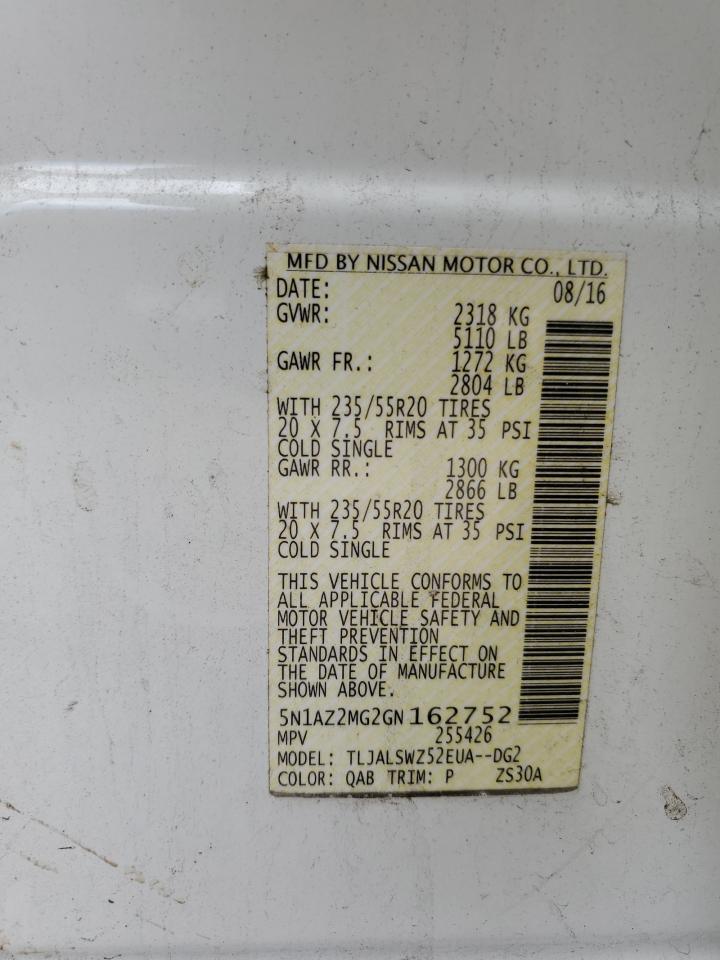 MFD BY NISSAN MOTOR CO., LTD.
DATE: 08/16
GVWR: 2318 KG
5110 LB
GAWR FR.: 1272 KG
2804 LB
WITH 235/55R20 TIRES
20 X 7.5 RIMS AT 35 PSI
COLD SINGLE
GAWR RR.: 1300 KG
2866 LB
WITH 235/55R20 TIRES
20 X 7.5 RIMS AT 35 PSI
COLD SINGLE
THIS VEHICLE CONFORMS TO
ALL APPLICABLE FEDERAL
MOTOR VEHICLE SAFETY AND
THEFT PREVENTION
STANDARDS IN EFFECT ON
THE DATE OF MANUFACTURE
SHOWN ABOVE.
5N1AZ2MG2GN162752
MPV 255426
MODEL: TLJALSWZ52EUA--DG2
COLOR: QAB TRIM: P ZS30A